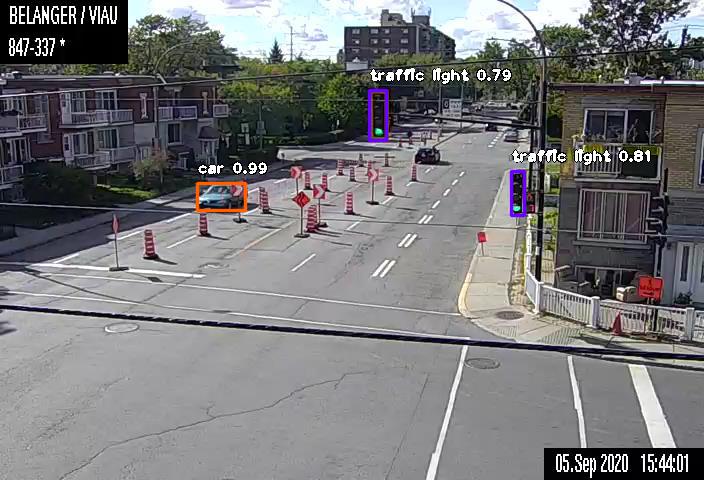 BELANGER / VIAU
847-337 *
traffic light 0.79
traffic light 0.81
car 0.99
05.Sep 2020 15:44:01